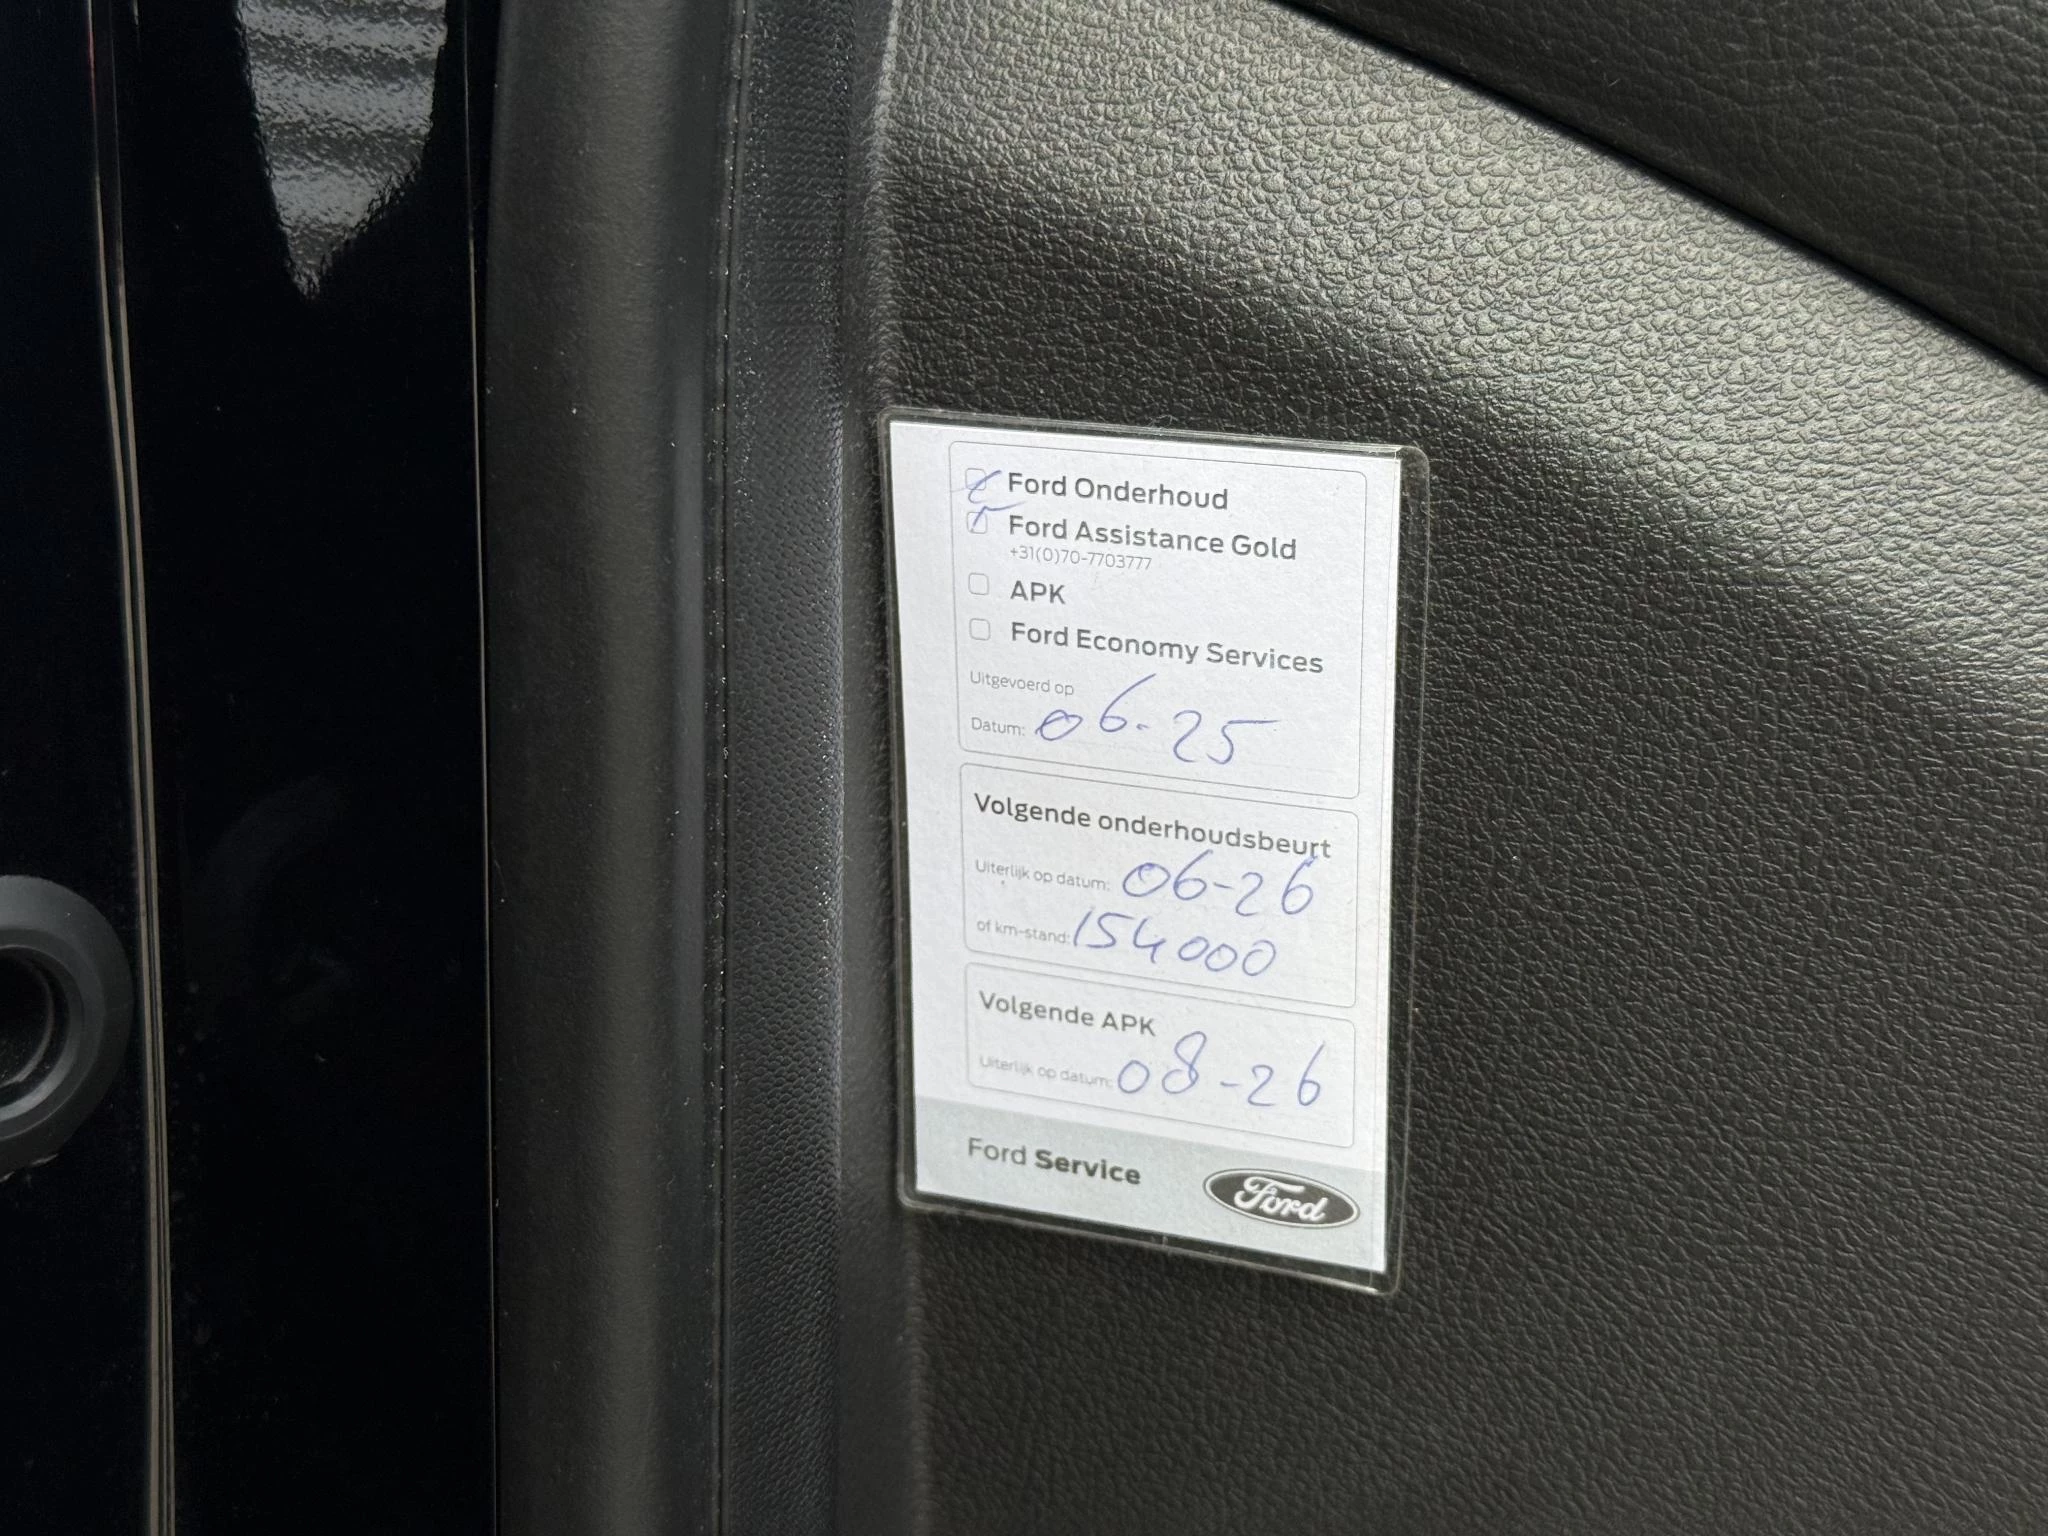 Ford Onderhoud
Ford Assistance Gold
+31(0)70-7703777
APK
Ford Economy Services
Uitgevoerd op
Datum: 06-25
Volgende onderhoudsbeurt
Uiterlijk op datum: 06-26
of km-stand: 154000
Volgende APK
Uiterlijk op datum: 08-26
Ford Service
Ford